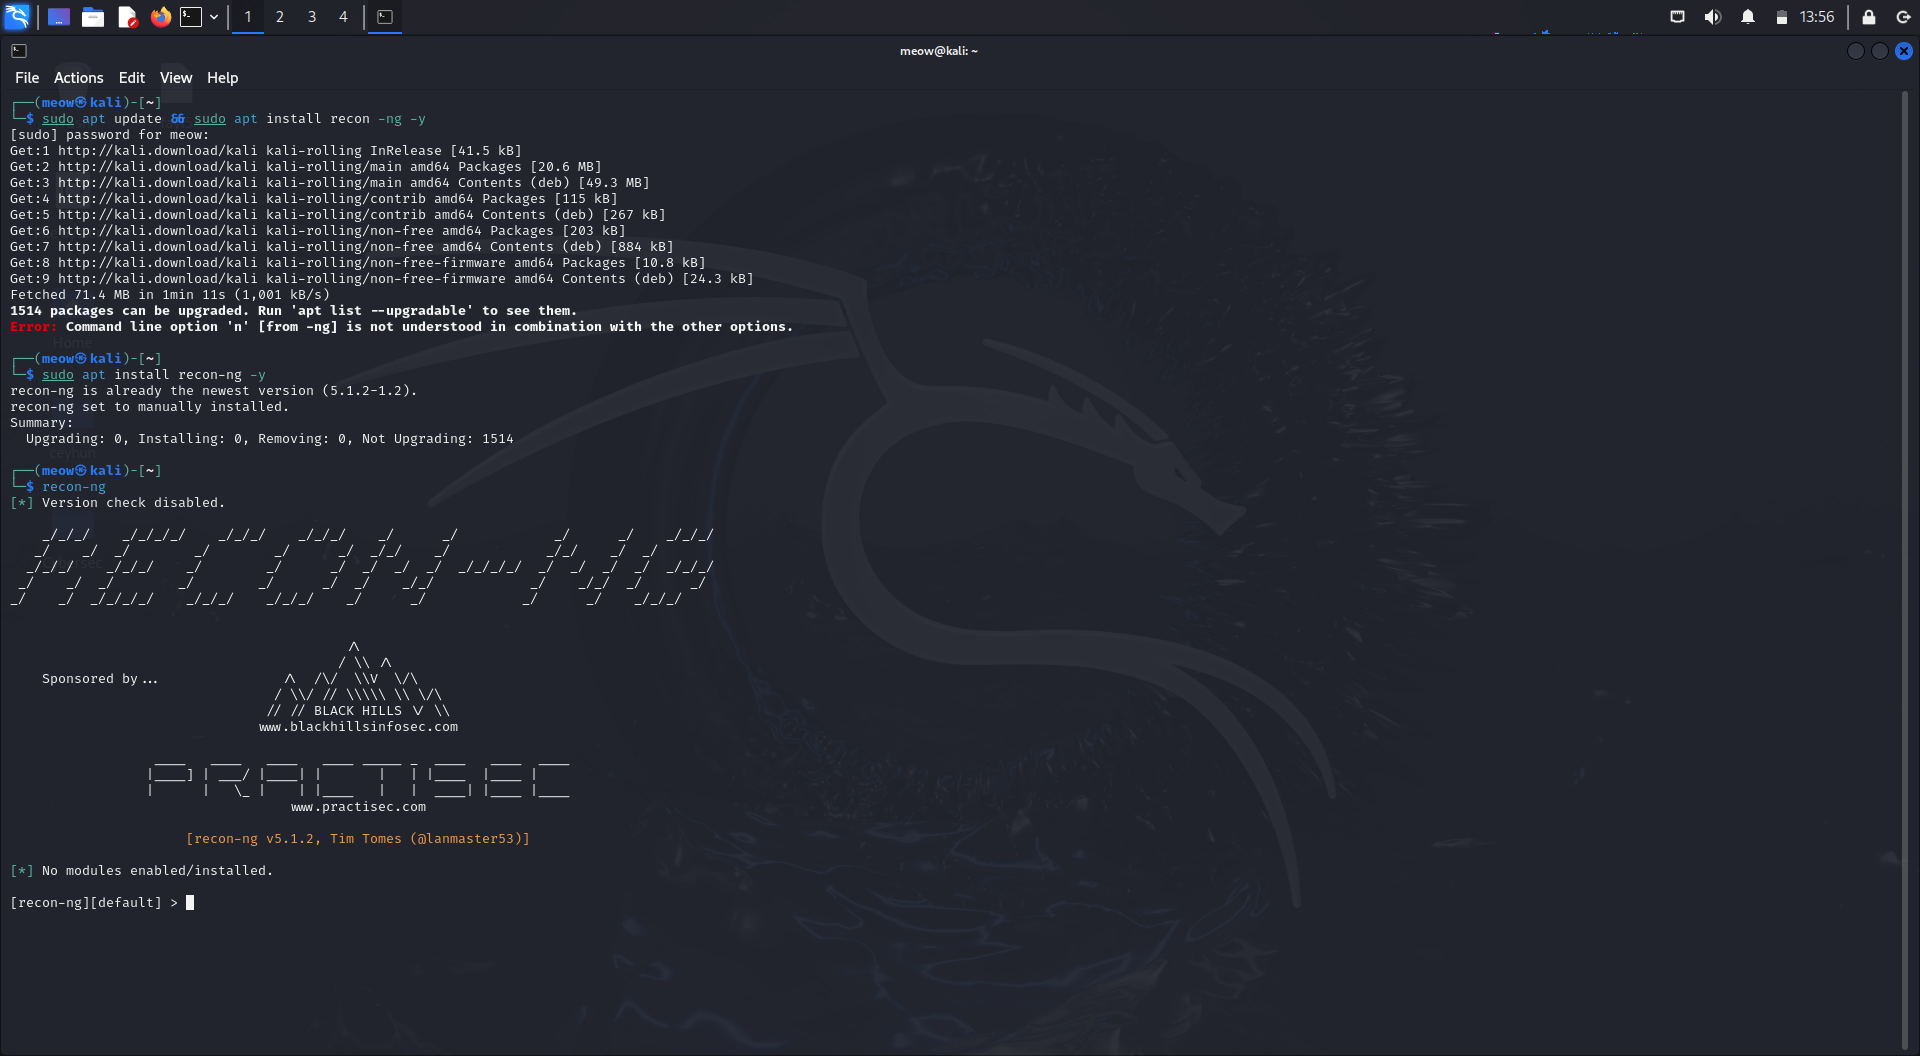 1 2 3 4
13:56
meow@kali: ~
File Actions Edit View Help
┌──(meow㉿kali)-[~]
└─$ sudo apt update && sudo apt install recon -ng -y
[sudo] password for meow:
Get:1 http://kali.download/kali kali-rolling InRelease [41.5 kB]
Get:2 http://kali.download/kali kali-rolling/main amd64 Packages [20.6 MB]
Get:3 http://kali.download/kali kali-rolling/main amd64 Contents (deb) [49.3 MB]
Get:4 http://kali.download/kali kali-rolling/contrib amd64 Packages [115 kB]
Get:5 http://kali.download/kali kali-rolling/contrib amd64 Contents (deb) [267 kB]
Get:6 http://kali.download/kali kali-rolling/non-free amd64 Packages [203 kB]
Get:7 http://kali.download/kali kali-rolling/non-free amd64 Contents (deb) [884 kB]
Get:8 http://kali.download/kali kali-rolling/non-free-firmware amd64 Packages [10.8 kB]
Get:9 http://kali.download/kali kali-rolling/non-free-firmware amd64 Contents (deb) [24.3 kB]
Fetched 71.4 MB in 1min 11s (1,001 kB/s)
1514 packages can be upgraded. Run 'apt list --upgradable' to see them.
Error: Command line option 'n' [from -ng] is not understood in combination with the other options.
Home
┌──(meow㉿kali)-[~]
└─$ sudo apt install recon-ng -y
recon-ng is already the newest version (5.1.2-1.2).
recon-ng set to manually installed.
Summary:
Upgrading: 0, Installing: 0, Removing: 0, Not Upgrading: 1514
ceyhun
┌──(meow㉿kali)-[~]
└─$ recon-ng
[*] Version check disabled.
RECON-NG
Sponsored by...
BLACK HILLS
www.blackhillsinfosec.com
PRACTISEC
www.practisec.com
[recon-ng v5.1.2, Tim Tomes (@lanmaster53)]
[*] No modules enabled/installed.
[recon-ng][default] >